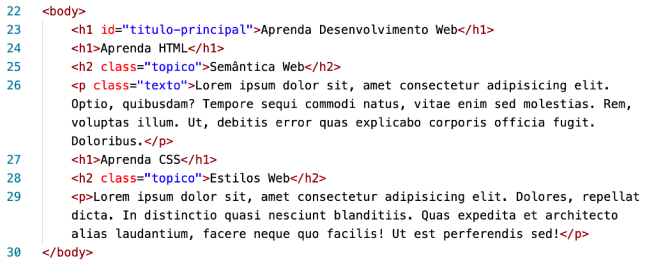 22 <body>
23 <h1 id="titulo-principal">Aprenda Desenvolvimento Web</h1>
24 <h1>Aprenda HTML</h1>
25 <h2 class="topico">Semântica Web</h2>
26 <p class="texto">Lorem ipsum dolor sit, amet consectetur adipisicing elit.
Optio, quibusdam? Tempore sequi commodi natus, vitae enim sed molestias. Rem,
voluptas illum. Ut, debitis error quas explicabo corporis officia fugit.
Doloribus.</p>
27 <h1>Aprenda CSS</h1>
28 <h2 class="topico">Estilos Web</h2>
29 <p>Lorem ipsum dolor sit, amet consectetur adipisicing elit. Dolores, repellat
dicta. In distinctio quasi nesciunt blanditiis. Quas expedita et architecto
alias laudantium, facere neque quo facilis! Ut est perferendis sed!</p>
30 </body>